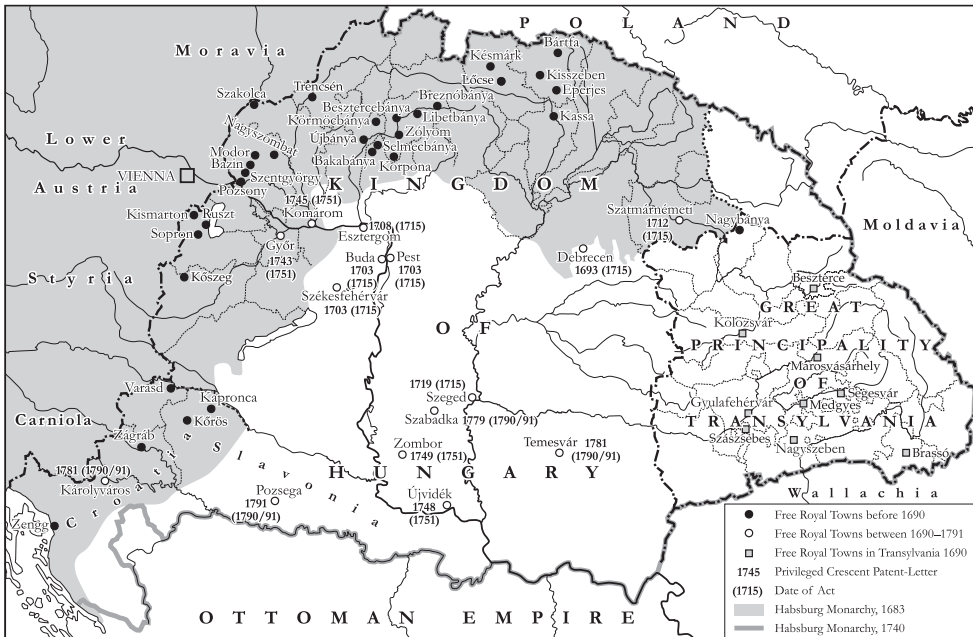 P O L A N D
Moravia
Bártfa
Késmárk
Kisszeben
Lőcse
Eperjes
Trencsén
Szakolca
Breznóbánya
Besztercebánya
Libetbánya
Körmöcbánya
Kassa
Lower
Austria
Nagyszombat
Újbánya
Zólyom
Selmecbánya
Bakabánya
Korpona
Modor
Bazin
VIENNA
Szentgyörgy
Pozsony
K I N G D O M
1745 (1751)
Komárom
Szatmárnémeti
1712
(1715)
Nagybánya
Moldavia
Kismarton
Ruszt
Sopron
Győr
1743
(1751)
1708 (1715)
Esztergom
Buda
1703
(1715)
Pest
1703
(1715)
Debrecen
1693 (1715)
Styria
Kőszeg
Székesfehérvár
1703 (1715)
Beszterce
G R E A T
O F
Kolozsvár
P R I N C I P A L I T Y
Marosvásárhely
O F
Varasd
Kapronca
1719 (1715)
Szeged
Segesvár
Medgyes
Gyulafehérvár
Carniola
Kőrös
Szabadka
1779 (1790/91)
T R A N S Y L V A N I A
Szászsebes
Zágráb
Zombor
1749 (1751)
Temesvár 1781
(1790/91)
Nagyszeben
Brassó
1781 (1790/91)
Károlyváros
Croatia
Slavonia
H U N G A R Y
Wallachia
Pozsega
1791
(1790/91)
Újvidék
1748
(1751)
Zengg
Free Royal Towns before 1690
Free Royal Towns between 1690–1791
Free Royal Towns in Transylvania 1690
1745 Privileged Crescent Patent-Letter
(1715) Date of Act
Habsburg Monarchy, 1683
Habsburg Monarchy, 1740
O T T O M A N E M P I R E